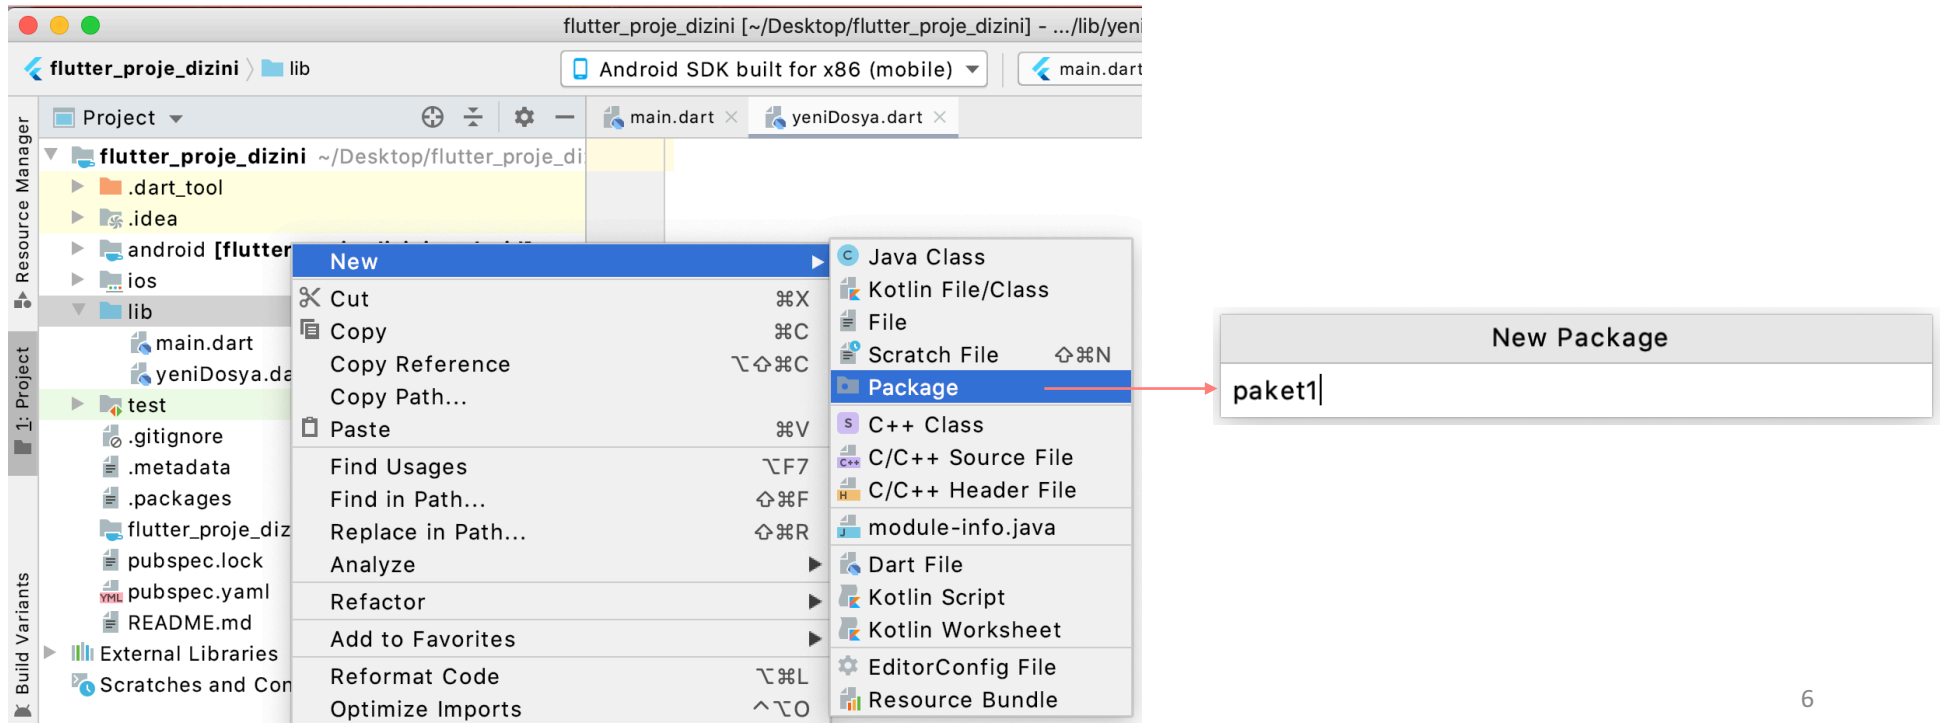 flutter_proje_dizini [~/Desktop/flutter_proje_dizini] - .../lib/yeni
flutter_proje_dizini
lib
Android SDK built for x86 (mobile)
main.dart
Resource Manager
1: Project
Build Variants
Project
main.dart
yeniDosya.dart
flutter_proje_dizini ~/Desktop/flutter_proje_di
.dart_tool
.idea
android [flutter
ios
lib
main.dart
yeniDosya.da
test
.gitignore
.metadata
.packages
flutter_proje_diz
pubspec.lock
YML pubspec.yaml
README.md
External Libraries
Scratches and Con
New
Cut ⌘X
Copy ⌘C
Copy Reference ⌥⇧⌘C
Copy Path...
Paste ⌘V
Find Usages ⌥F7
Find in Path... ⇧⌘F
Replace in Path... ⇧⌘R
Analyze
Refactor
Add to Favorites
Reformat Code ⌥⌘L
Optimize Imports ^⌥O
C Java Class
Kotlin File/Class
File
Scratch File ⇧⌘N
Package
S C++ Class
C++ C/C++ Source File
H C/C++ Header File
J module-info.java
Dart File
Kotlin Script
Kotlin Worksheet
EditorConfig File
Resource Bundle
New Package
paket1
6